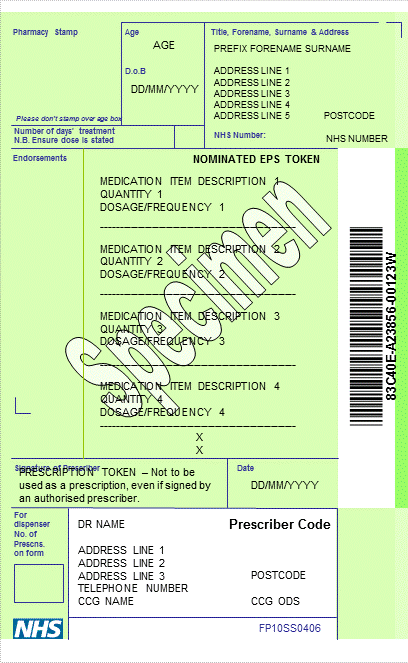 Pharmacy Stamp
Age
AGE
D.o.B
DD/MM/YYYY
Please don't stamp over age box
Title, Forename, Surname & Address
PREFIX FORENAME SURNAME
ADDRESS LINE 1
ADDRESS LINE 2
ADDRESS LINE 3
ADDRESS LINE 4
ADDRESS LINE 5 POSTCODE
Number of days' treatment
N.B. Ensure dose is stated
NHS Number:
NHS NUMBER
Endorsements
NOMINATED EPS TOKEN
MEDICATION ITEM DESCRIPTION 1
QUANTITY 1
DOSAGE/FREQUENCY 1
MEDICATION ITEM DESCRIPTION 2
QUANTITY 2
DOSAGE/FREQUENCY 2
MEDICATION ITEM DESCRIPTION 3
QUANTITY 3
DOSAGE/FREQUENCY 3
MEDICATION ITEM DESCRIPTION 4
QUANTITY 4
DOSAGE/FREQUENCY 4
X
X
Specimen
83C40E-A23856-00123W
Signature of Prescriber
PRESCRIPTION TOKEN – Not to be
used as a prescription, even if signed by
an authorised prescriber.
Date
DD/MM/YYYY
For
dispenser
No. of
Prescns.
on form
DR NAME
Prescriber Code
ADDRESS LINE 1
ADDRESS LINE 2
ADDRESS LINE 3 POSTCODE
TELEPHONE NUMBER
CCG NAME CCG ODS
NHS
FP10SS0406